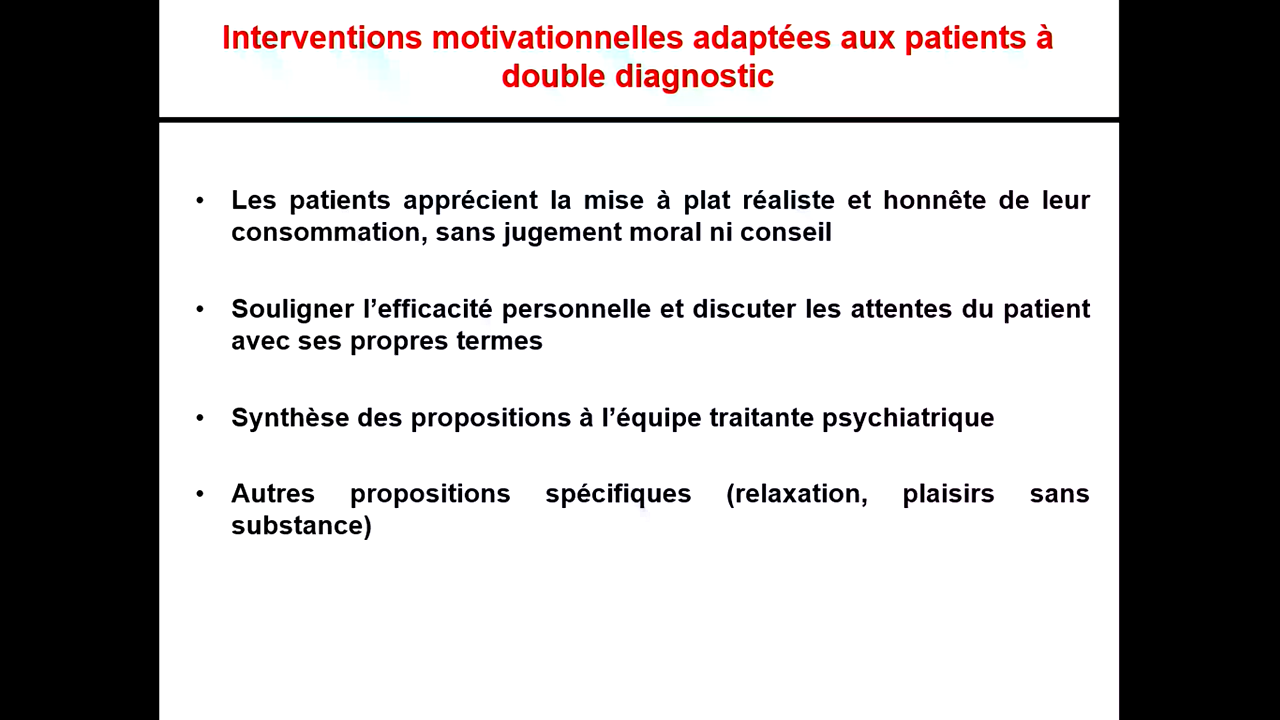 Interventions motivationnelles adaptées aux patients à
double diagnostic
• Les patients apprécient la mise à plat réaliste et honnête de leur
consommation, sans jugement moral ni conseil
• Souligner l’efficacité personnelle et discuter les attentes du patient
avec ses propres termes
• Synthèse des propositions à l’équipe traitante psychiatrique
• Autres propositions spécifiques (relaxation, plaisirs sans
substance)